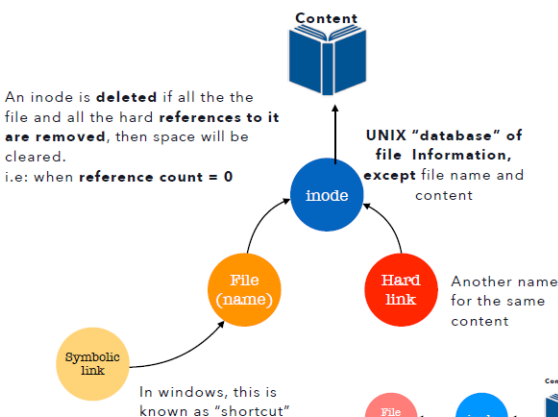 Content
An inode is deleted if all the the
file and all the hard references to it
are removed, then space will be
cleared.
i.e: when reference count = 0
UNIX “database” of
file Information,
except file name and
content
inode
File
(name)
Hard
link
Another name
for the same
content
Symbolic
link
In windows, this is
known as “shortcut”
File